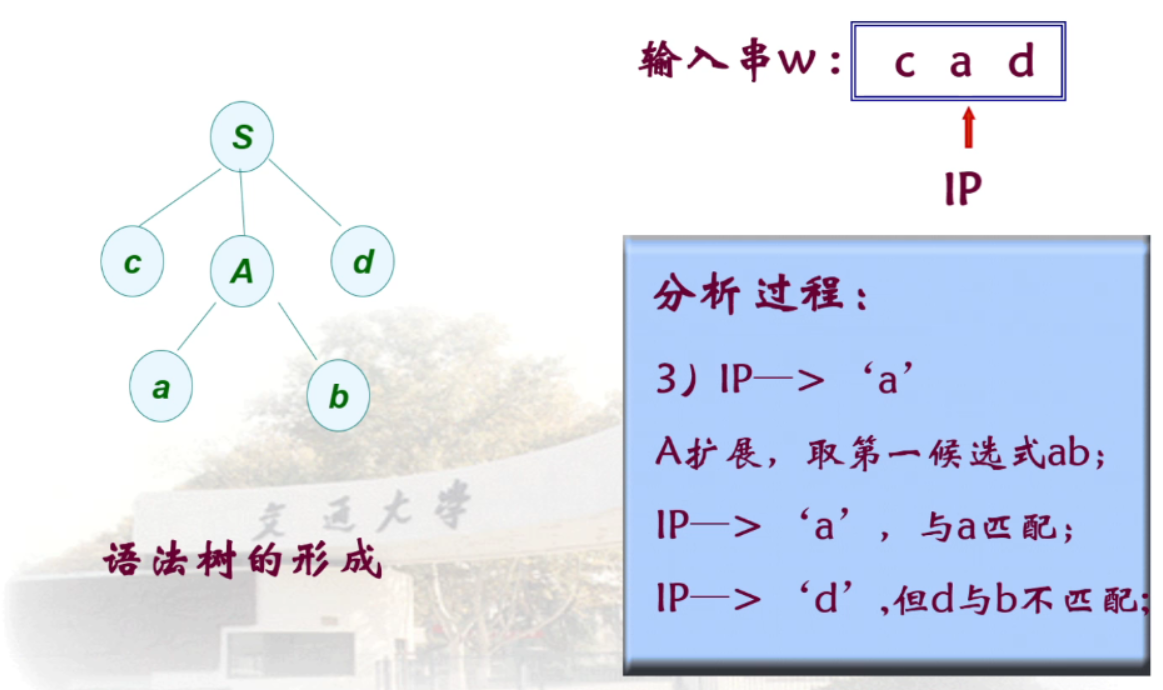 输入串w： c a d
IP
S
c A d
a b
语法树的形成
交通大学
分析过程：
3）IP—> ‘a’
A扩展，取第一候选式ab；
IP—> ‘a’，与a匹配；
IP—> ‘d’,但d与b不匹配;